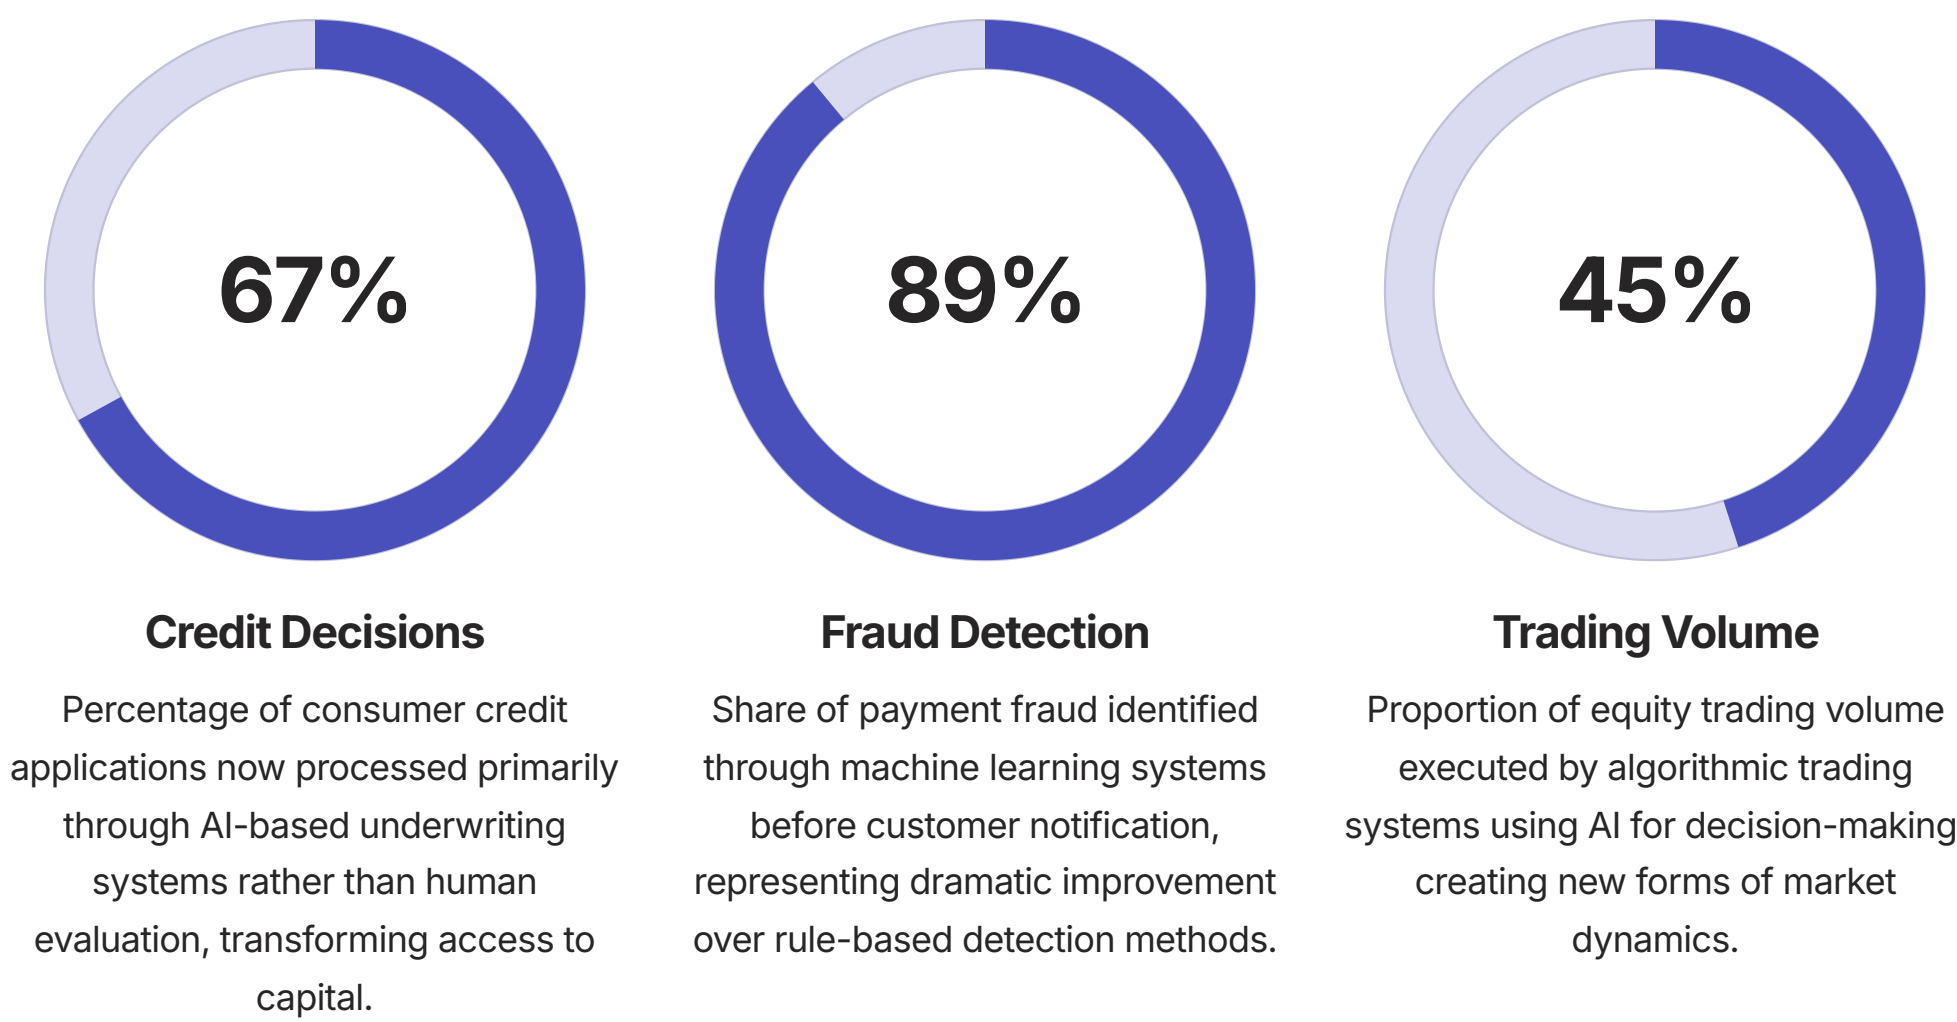 67%
89%
45%
Credit Decisions
Percentage of consumer credit
applications now processed primarily
through AI-based underwriting
systems rather than human
evaluation, transforming access to
capital.
Fraud Detection
Share of payment fraud identified
through machine learning systems
before customer notification,
representing dramatic improvement
over rule-based detection methods.
Trading Volume
Proportion of equity trading volume
executed by algorithmic trading
systems using AI for decision-making
creating new forms of market
dynamics.